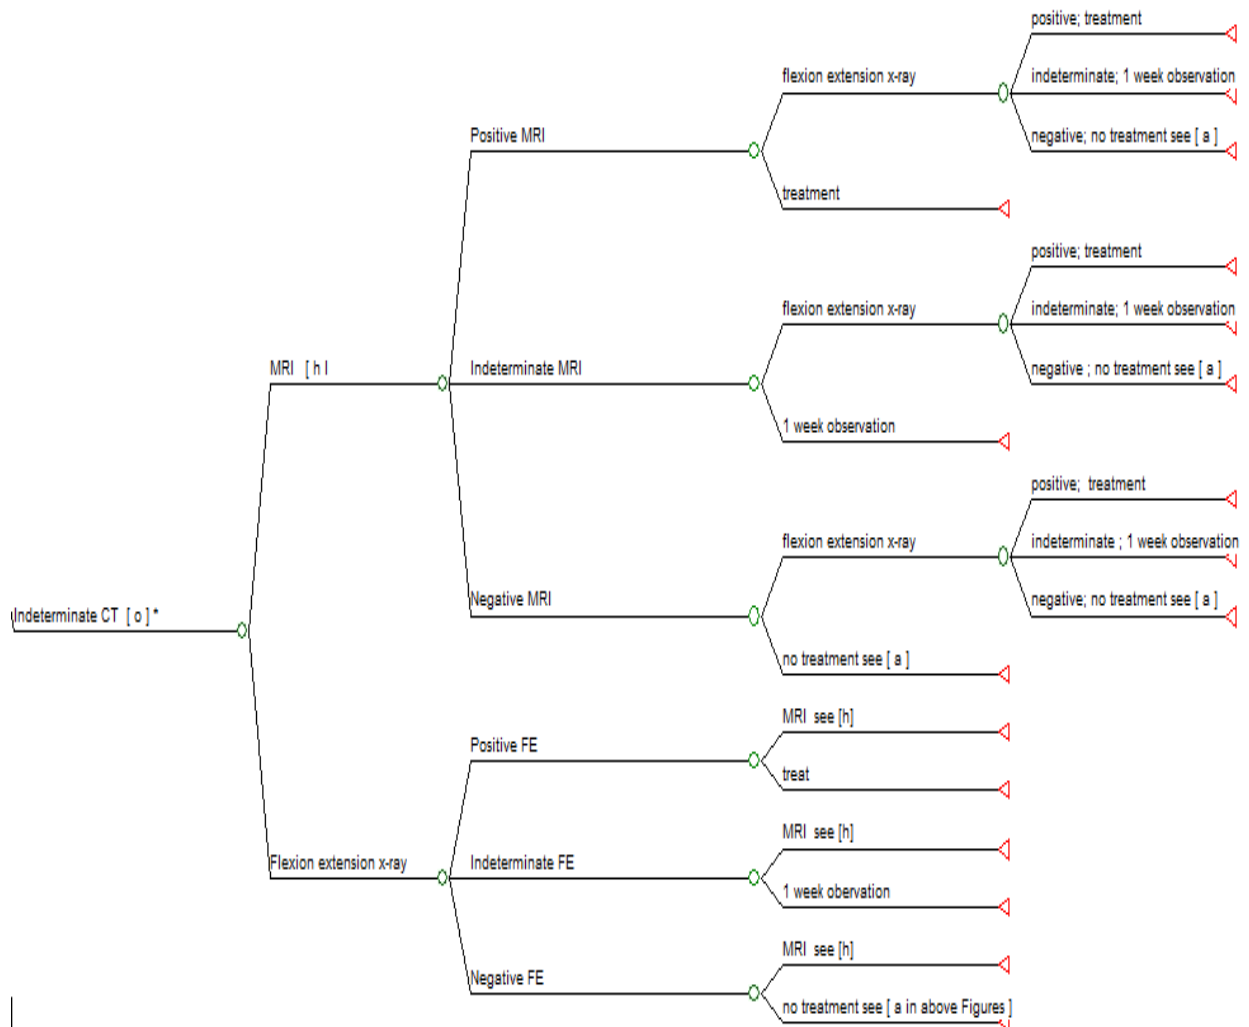 positive; treatment
flexion extension x-ray
indeterminate; 1 week observation
Positive MRI
negative; no treatment see [ a ]
treatment
positive; treatment
flexion extension x-ray
indeterminate; 1 week observation
MRI [ h I
Indeterminate MRI
negative ; no treatment see [ a ]
1 week observation
positive; treatment
flexion extension x-ray
indeterminate ; 1 week observation
Negative MRI
negative; no treatment see [ a ]
Indeterminate CT [ o ] *
no treatment see [ a ]
MRI see [h]
Positive FE
treat
MRI see [h]
Flexion extension x-ray
Indeterminate FE
1 week obervation
MRI see [h]
Negative FE
no treatment see [ a in above Figures ]